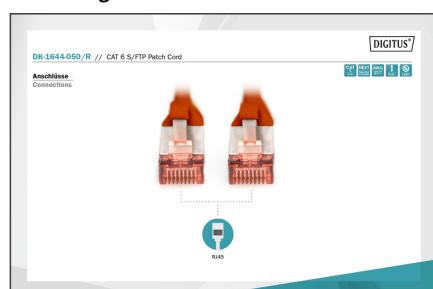 DIGITUS®
DK-1644-050/R // CAT 6 S/FTP Patch Cord
Anschlüsse
Connections
RJ45